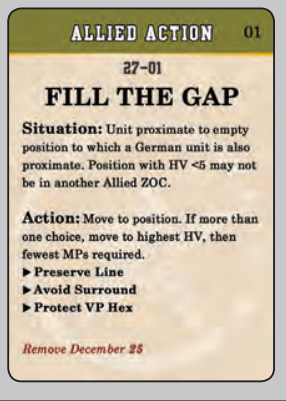 ALLIED ACTION 01
27-01
FILL THE GAP
Situation: Unit proximate to empty
position to which a German unit is also
proximate. Position with HV <5 may not
be in another Allied ZOC.
Action: Move to position. If more than
one choice, move to highest HV, then
fewest MPs required.
▶ Preserve Line
▶ Avoid Surround
▶ Protect VP Hex
Remove December 25